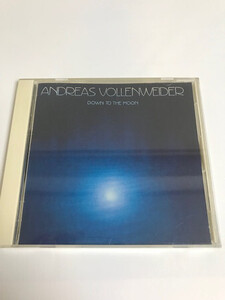 ANDREAS VOLLENWEIDER
DOWN TO THE MOON